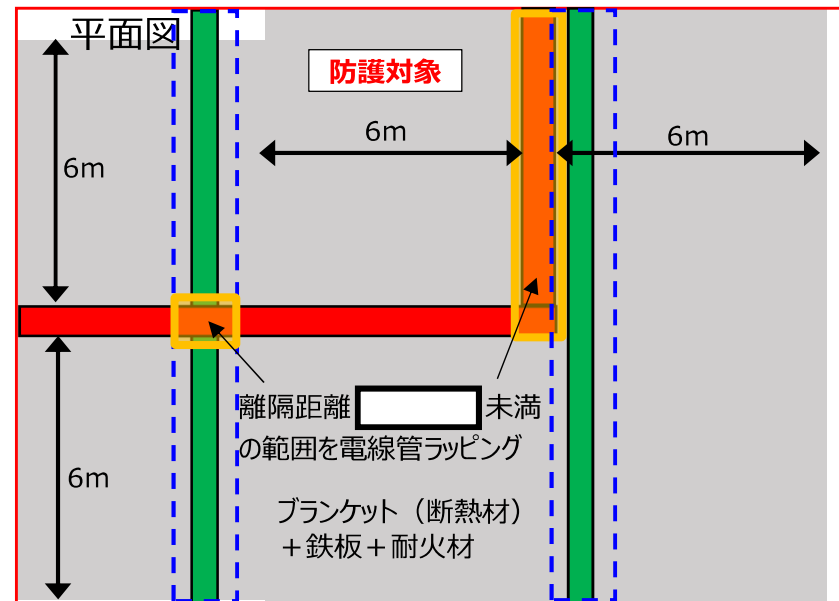 平面図
防護対象
6m
6m
6m
離隔距離 未満
の範囲を電線管ラッピング
6m
ブランケット（断熱材）
＋鉄板＋耐火材